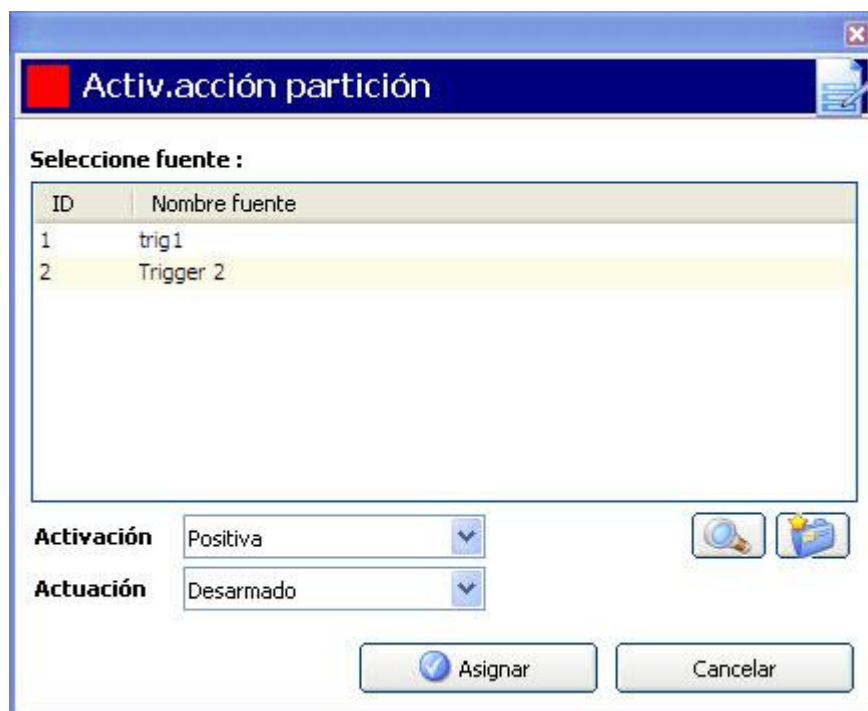 Activ.acción partición
Seleccione fuente :
ID Nombre fuente
1 trig1
2 Trigger 2
Activación Positiva
Actuación Desarmado
Asignar Cancelar